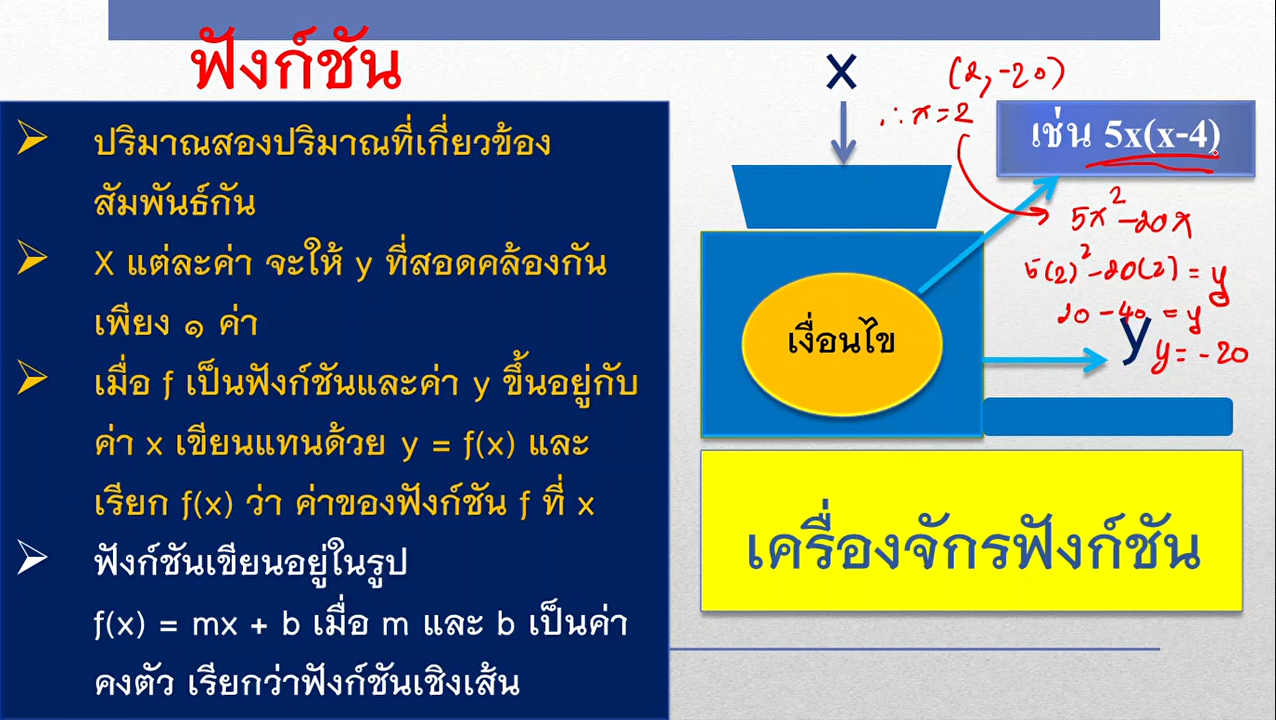 ฟังก์ชัน
ปริมาณสองปริมาณที่เกี่ยวข้อง
สัมพันธ์กัน
X แต่ละค่า จะให้ y ที่สอดคล้องกัน
เพียง ๑ ค่า
เมื่อ ƒ เป็นฟังก์ชันและค่า y ขึ้นอยู่กับ
ค่า x เขียนแทนด้วย y = ƒ(x) และ
เรียก ƒ(x) ว่า ค่าของฟังก์ชัน ƒ ที่ x
ฟังก์ชันเขียนอยู่ในรูป
ƒ(x) = mx + b เมื่อ m และ b เป็นค่า
คงตัว เรียกว่าฟังก์ชันเชิงเส้น
x
(2, -20)
∴ x = 2
เช่น 5x(x-4)
5x² - 20x
5(2)² - 20(2) = y
20 - 40 = y
y = -20
เงื่อนไข
y
เครื่องจักรฟังก์ชัน